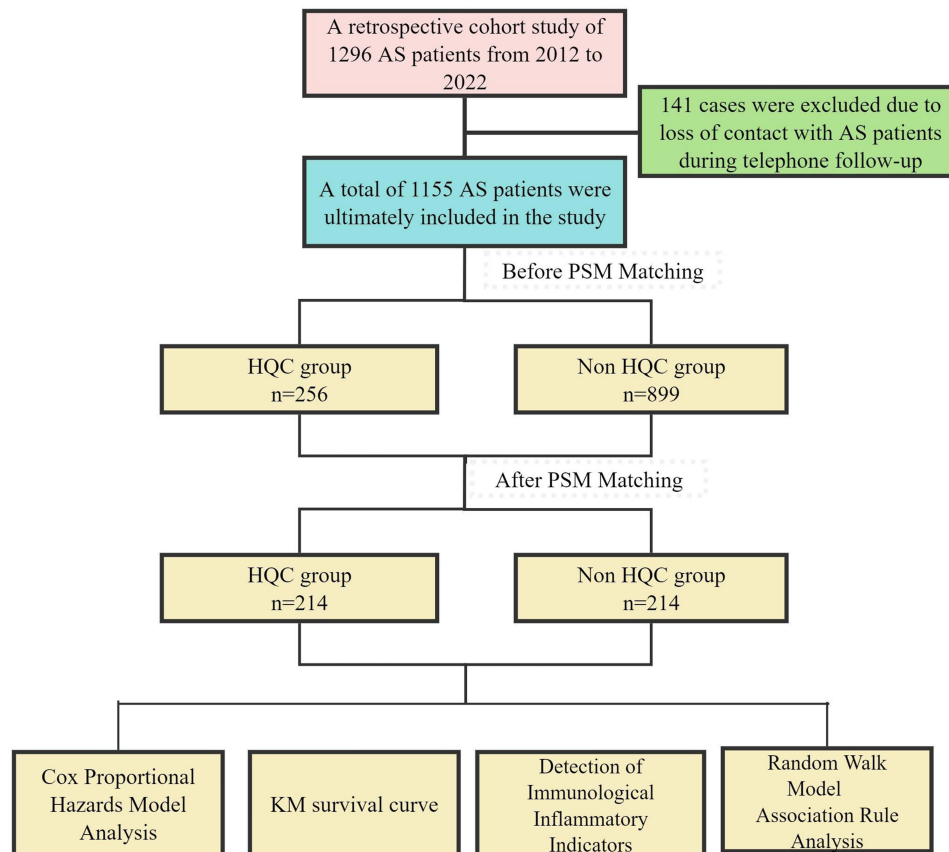 A retrospective cohort study of
1296 AS patients from 2012 to
2022
141 cases were excluded due to
loss of contact with AS patients
during telephone follow-up
A total of 1155 AS patients were
ultimately included in the study
Before PSM Matching
HQC group
n=256
Non HQC group
n=899
After PSM Matching
HQC group
n=214
Non HQC group
n=214
Cox Proportional
Hazards Model
Analysis
KM survival curve
Detection of
Immunological
Inflammatory
Indicators
Random Walk
Model
Association Rule
Analysis